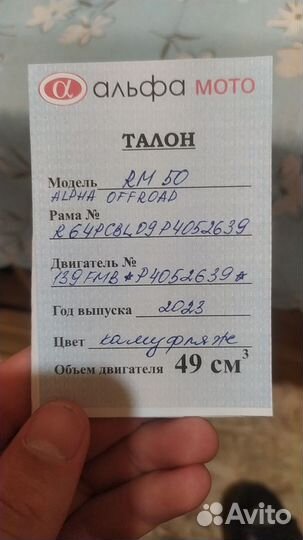 α альфа МОТО
ТАЛОН
Модель RM 50
ALPHA OFFROAD
Рама №
R64PCBLD9P4052639
Двигатель №
139FMB*P4052639*
Год выпуска 2023
Цвет камуфляж
Объем двигателя 49 см³
Avito